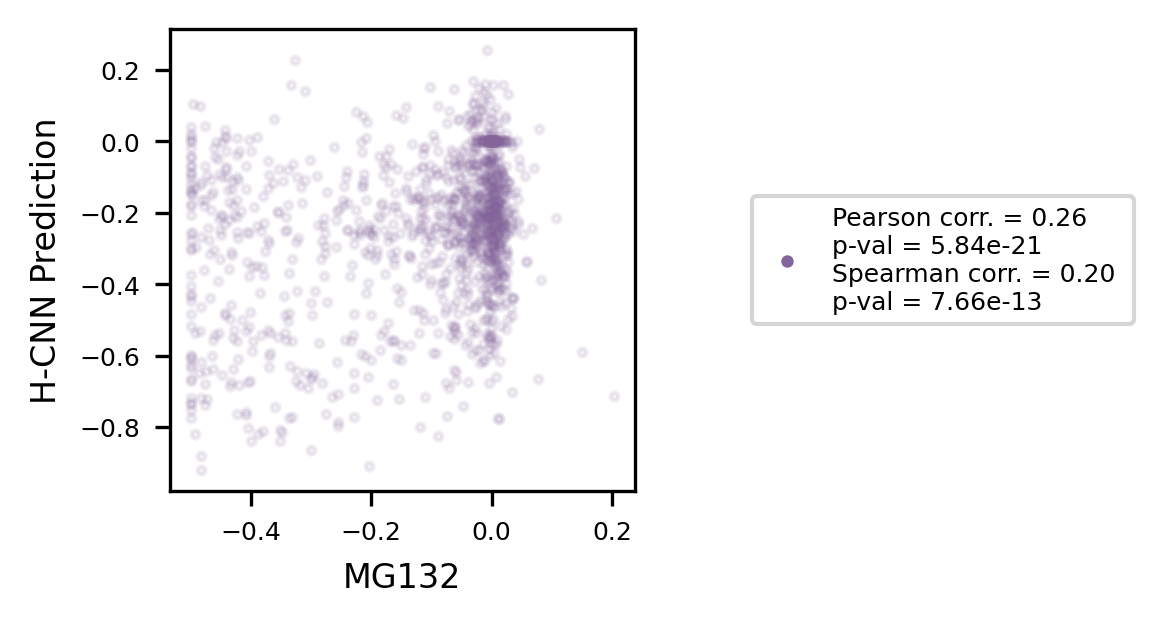 H-CNN Prediction
0.2
0.0
−0.2
−0.4
−0.6
−0.8
−0.4
−0.2
0.0
0.2
MG132
Pearson corr. = 0.26
p-val = 5.84e-21
Spearman corr. = 0.20
p-val = 7.66e-13